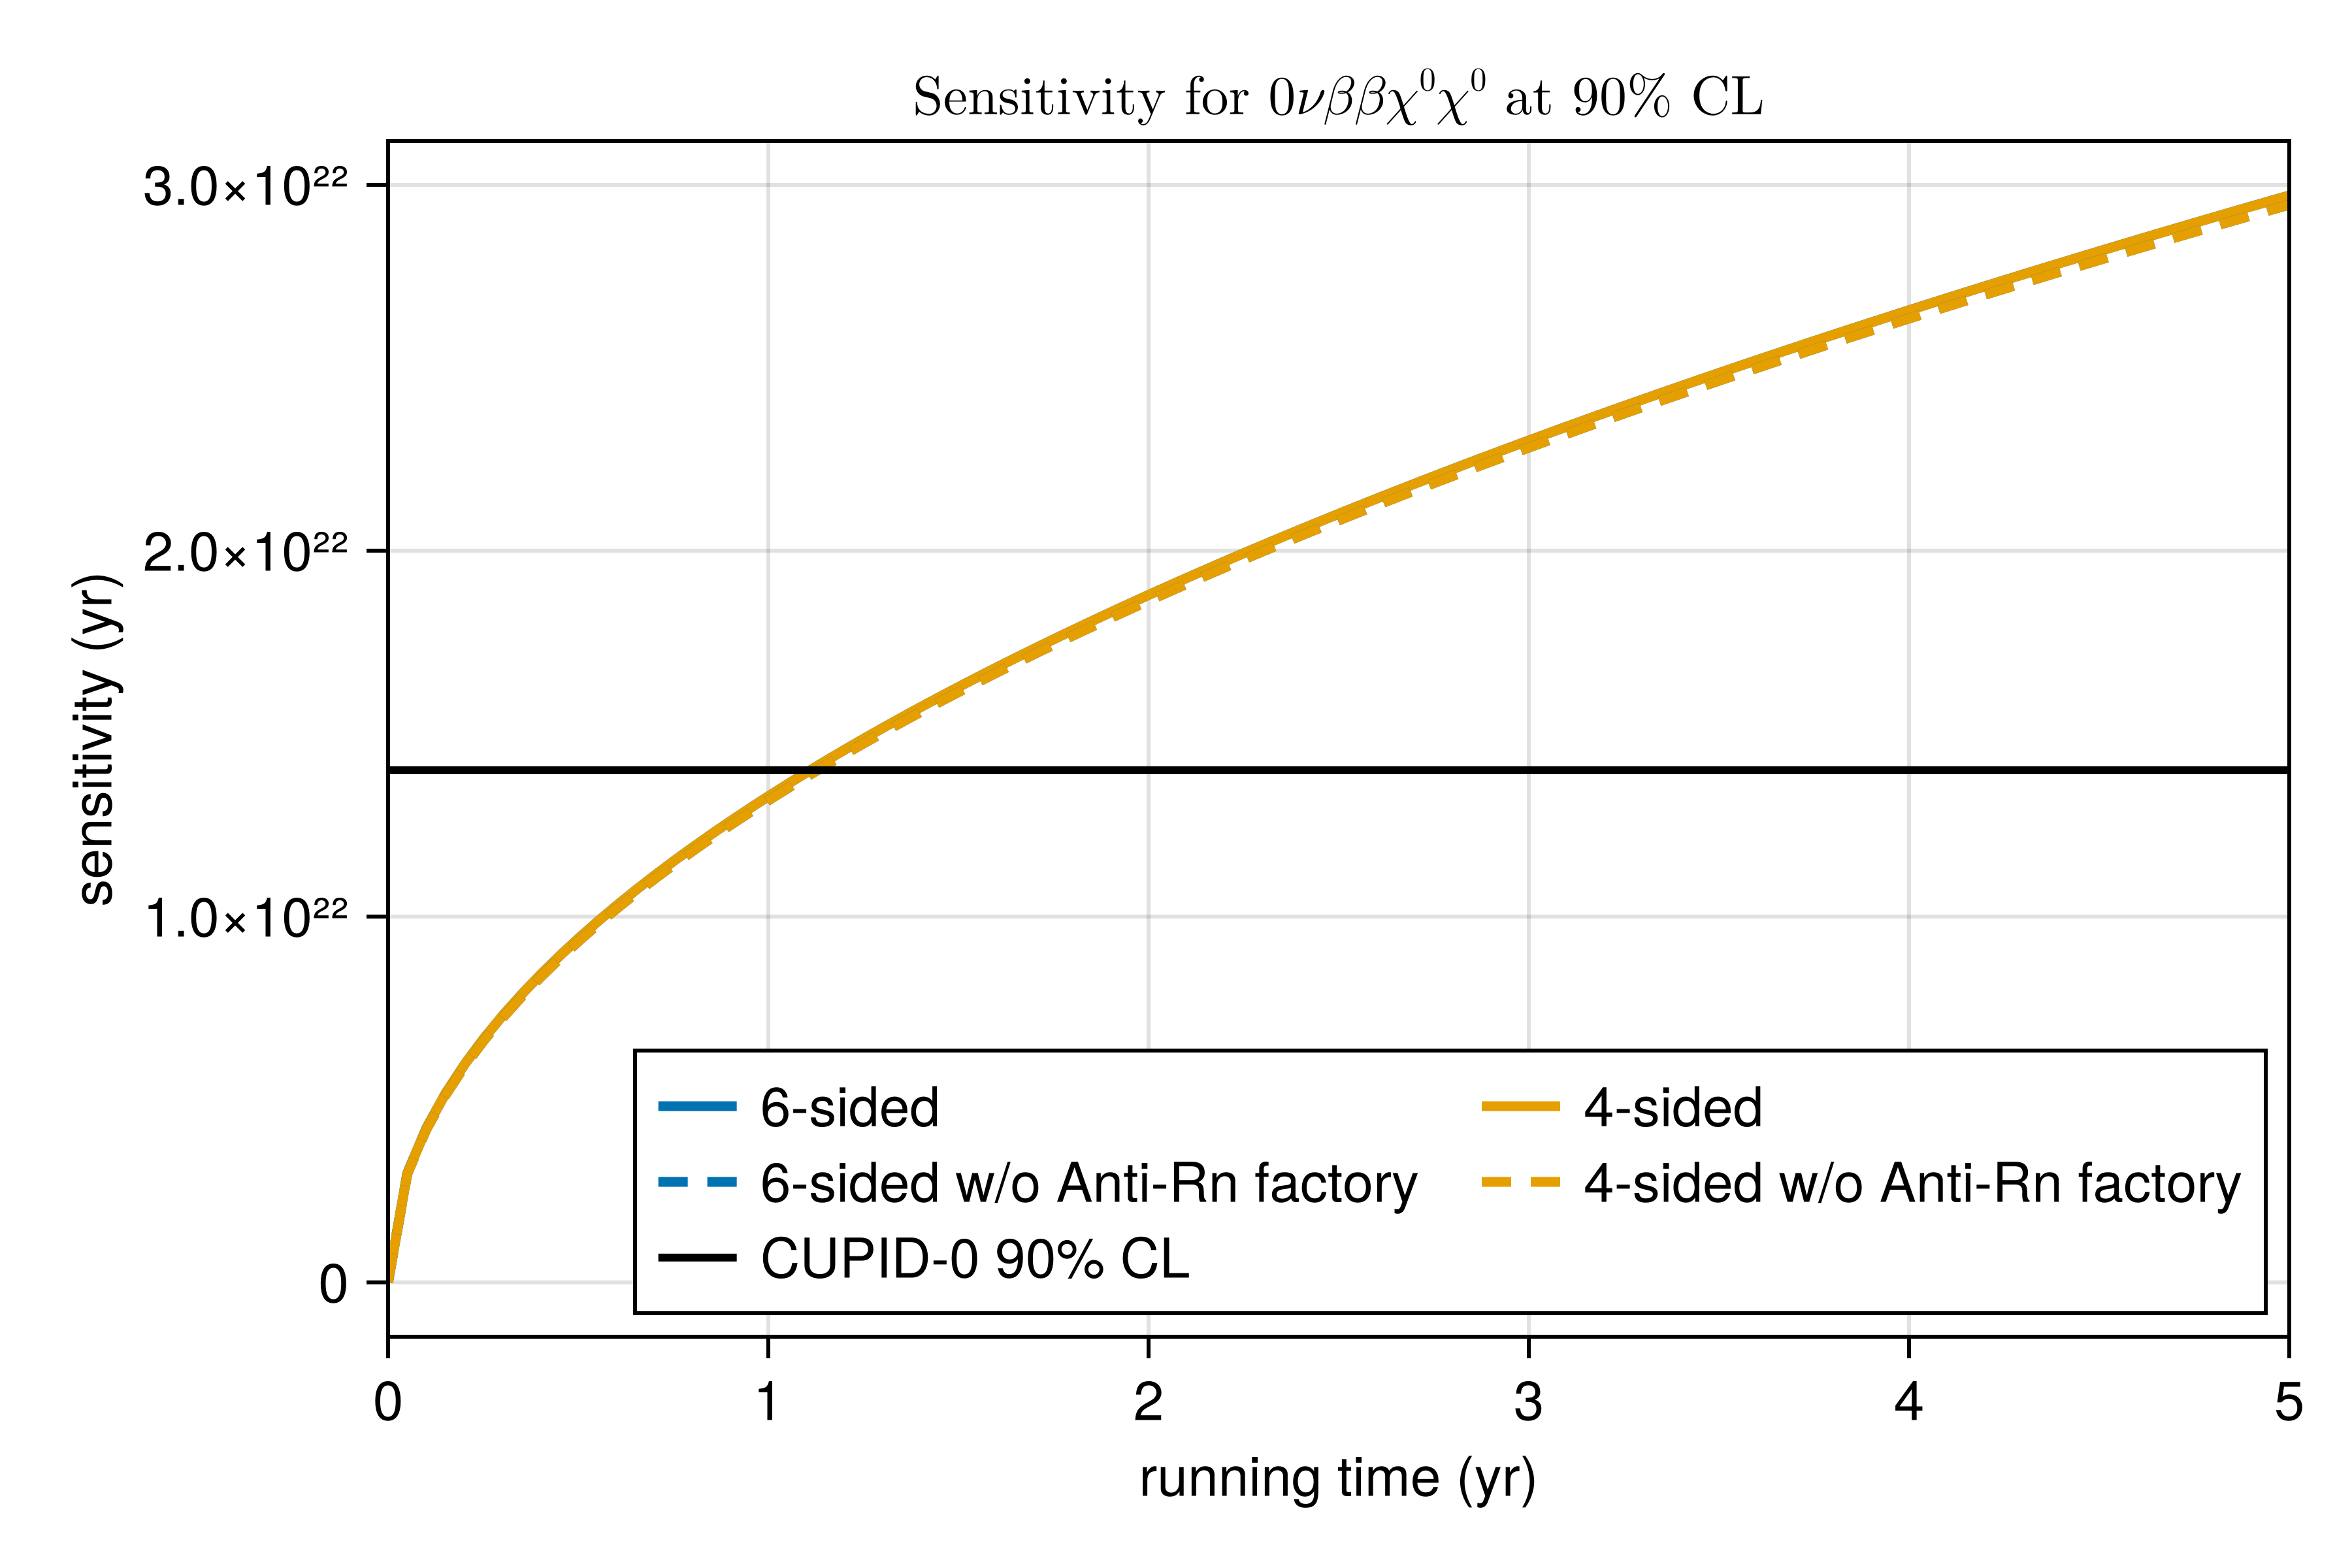 Sensitivity for 0νββχ⁰χ⁰ at 90% CL
sensitivity (yr)
3.0×10²²
2.0×10²²
1.0×10²²
0
6-sided
4-sided
6-sided w/o Anti-Rn factory
4-sided w/o Anti-Rn factory
CUPID-0 90% CL
0 1 2 3 4 5
running time (yr)